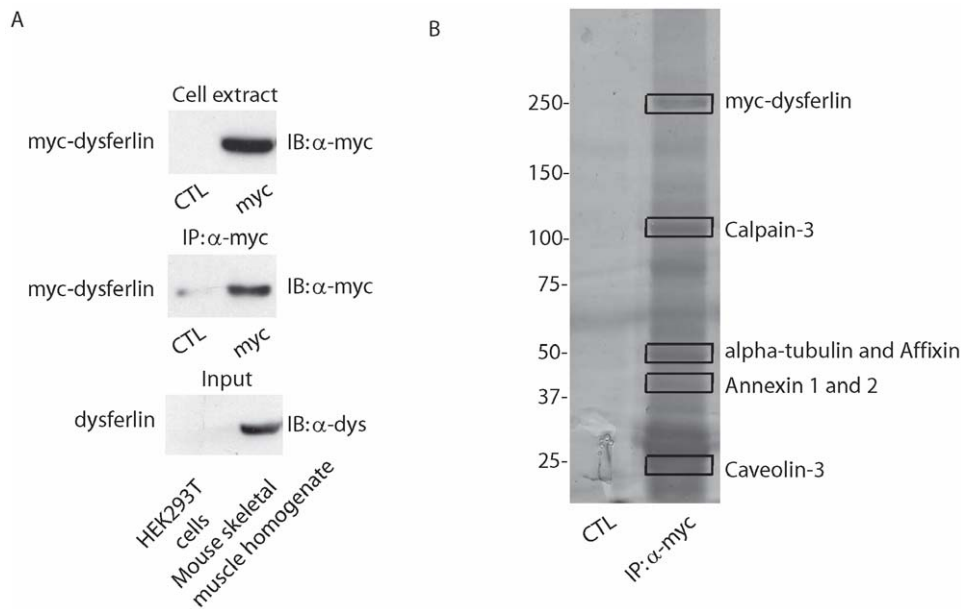 A
Cell extract
myc-dysferlin IB:α-myc
CTL myc
IP:α-myc
myc-dysferlin IB:α-myc
CTL myc
Input
dysferlin IB:α-dys
HEK293T
cells
Mouse skeletal
muscle homogenate
B
250- myc-dysferlin
150-
100- Calpain-3
75-
50- alpha-tubulin and Affixin
37- Annexin 1 and 2
25- Caveolin-3
CTL IP:α-myc